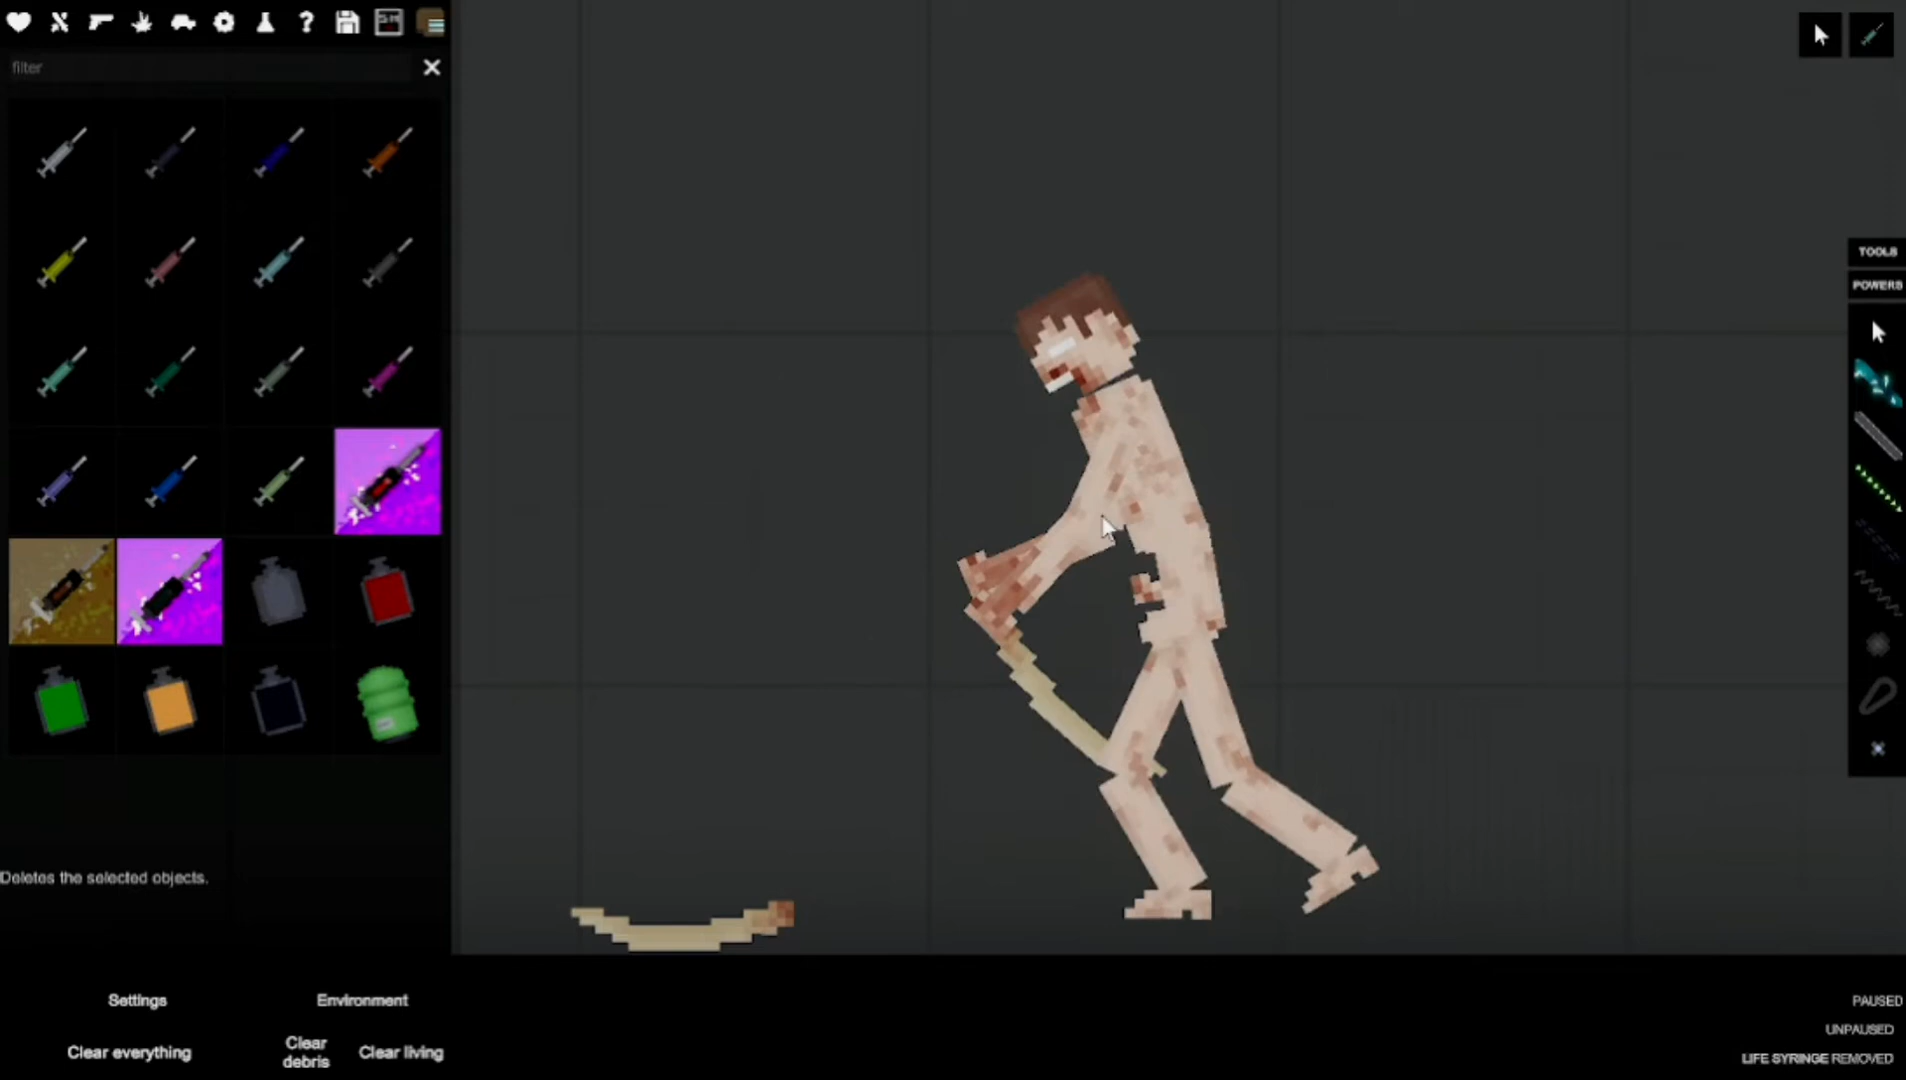 filter
TOOLS
POWERS
Deletes the selected objects.
Settings
Environment
Clear everything
Clear
debris
Clear living
PAUSED
UNPAUSED
LIFE SYRINGE REMOVED